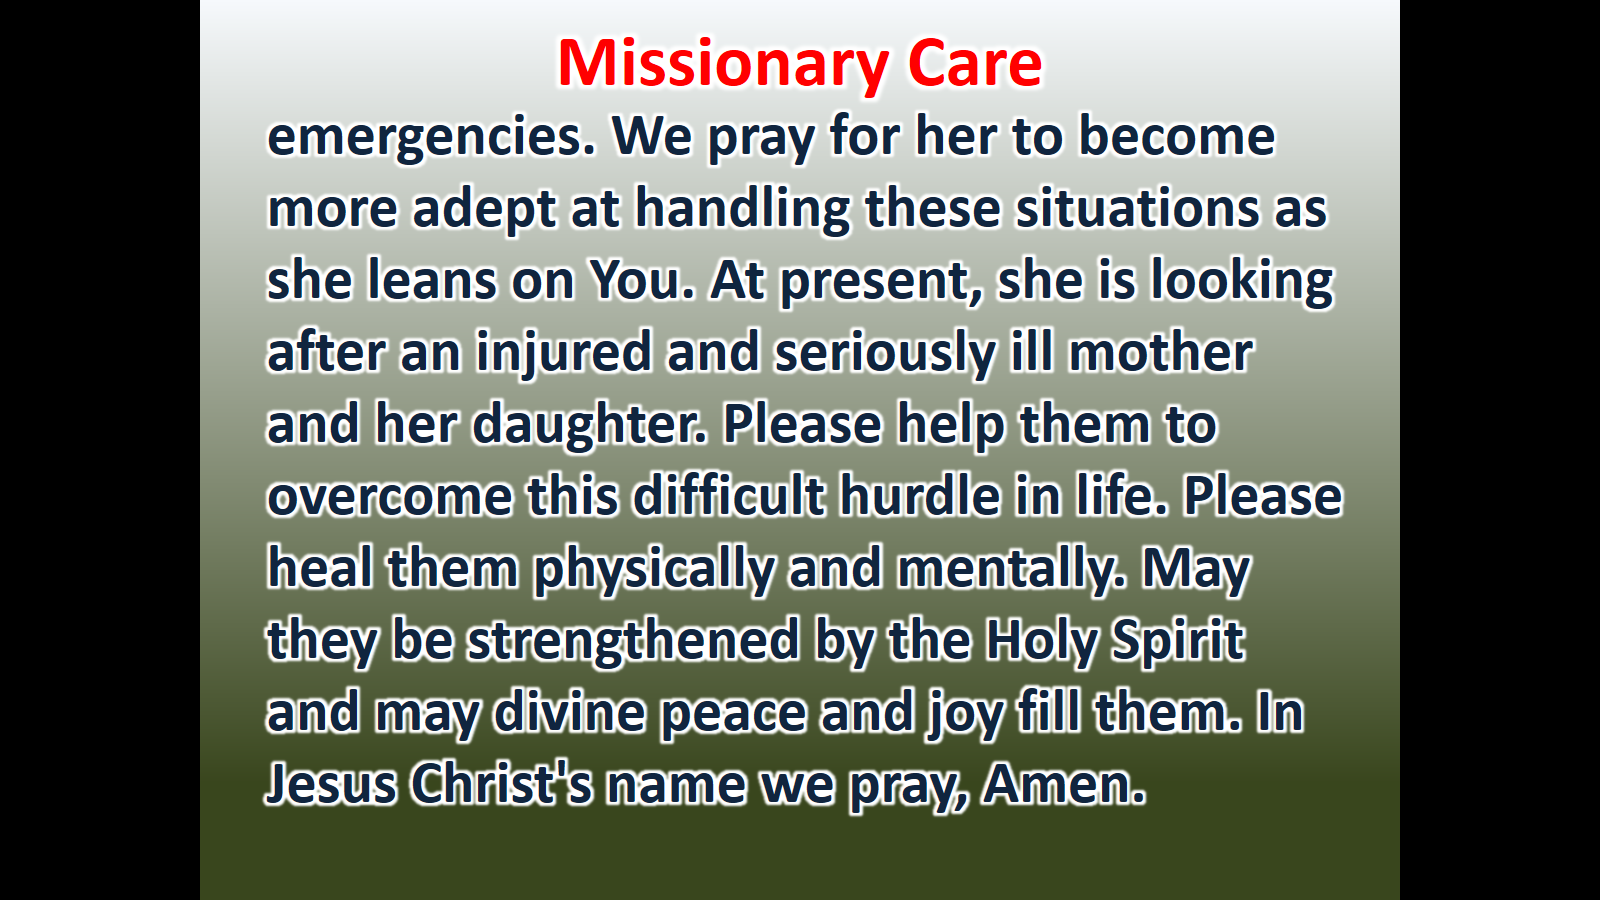 Missionary Care
emergencies. We pray for her to become
more adept at handling these situations as
she leans on You. At present, she is looking
after an injured and seriously ill mother
and her daughter. Please help them to
overcome this difficult hurdle in life. Please
heal them physically and mentally. May
they be strengthened by the Holy Spirit
and may divine peace and joy fill them. In
Jesus Christ's name we pray, Amen.